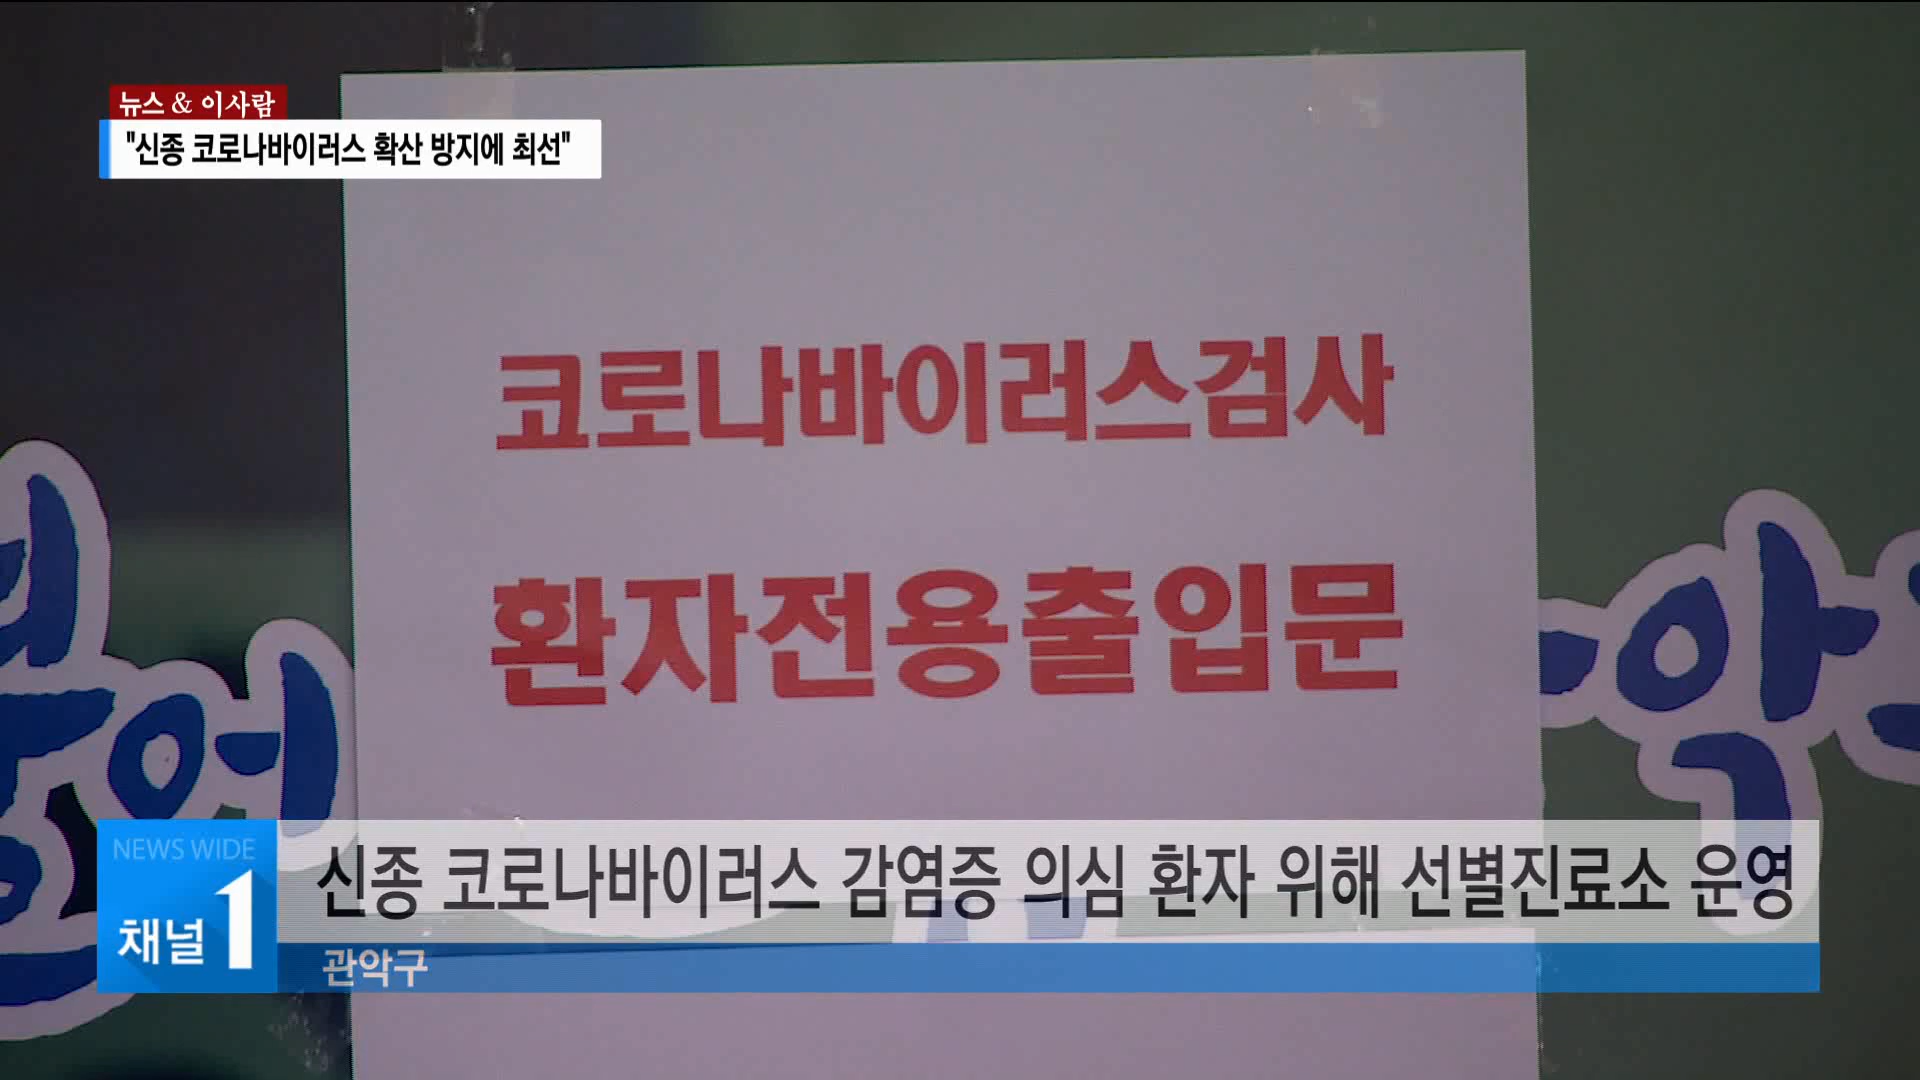 뉴스 & 이사람
"신종 코로나바이러스 확산 방지에 최선"
코로나바이러스검사
환자전용출입문
어
악
NEWS WIDE
채널 1
신종 코로나바이러스 감염증 의심 환자 위해 선별진료소 운영
관악구